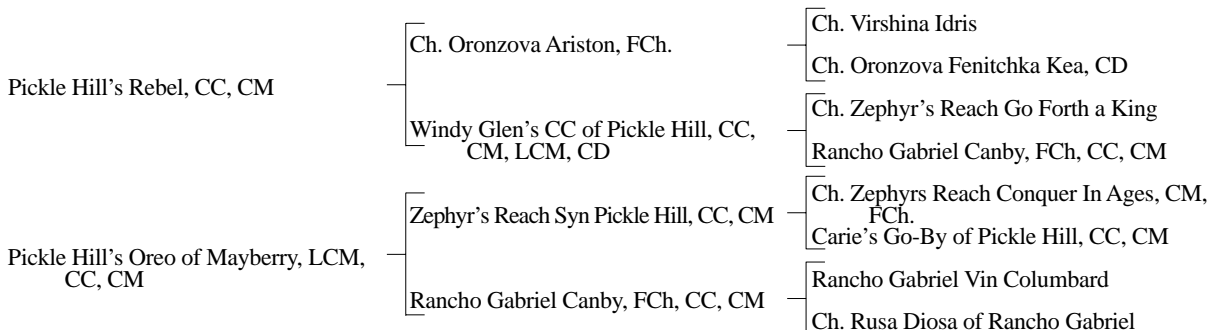 Ch. Virshina Idris
Ch. Oronzova Ariston, FCh.
Ch. Oronzova Fenitchka Kea, CD
Pickle Hill's Rebel, CC, CM
Ch. Zephyr's Reach Go Forth a King
Windy Glen's CC of Pickle Hill, CC,
CM, LCM, CD
Rancho Gabriel Canby, FCh, CC, CM
Ch. Zephyrs Reach Conquer In Ages, CM,
FCh.
Zephyr's Reach Syn Pickle Hill, CC, CM
Carie's Go-By of Pickle Hill, CC, CM
Pickle Hill's Oreo of Mayberry, LCM,
CC, CM
Rancho Gabriel Vin Columbard
Rancho Gabriel Canby, FCh, CC, CM
Ch. Rusa Diosa of Rancho Gabriel